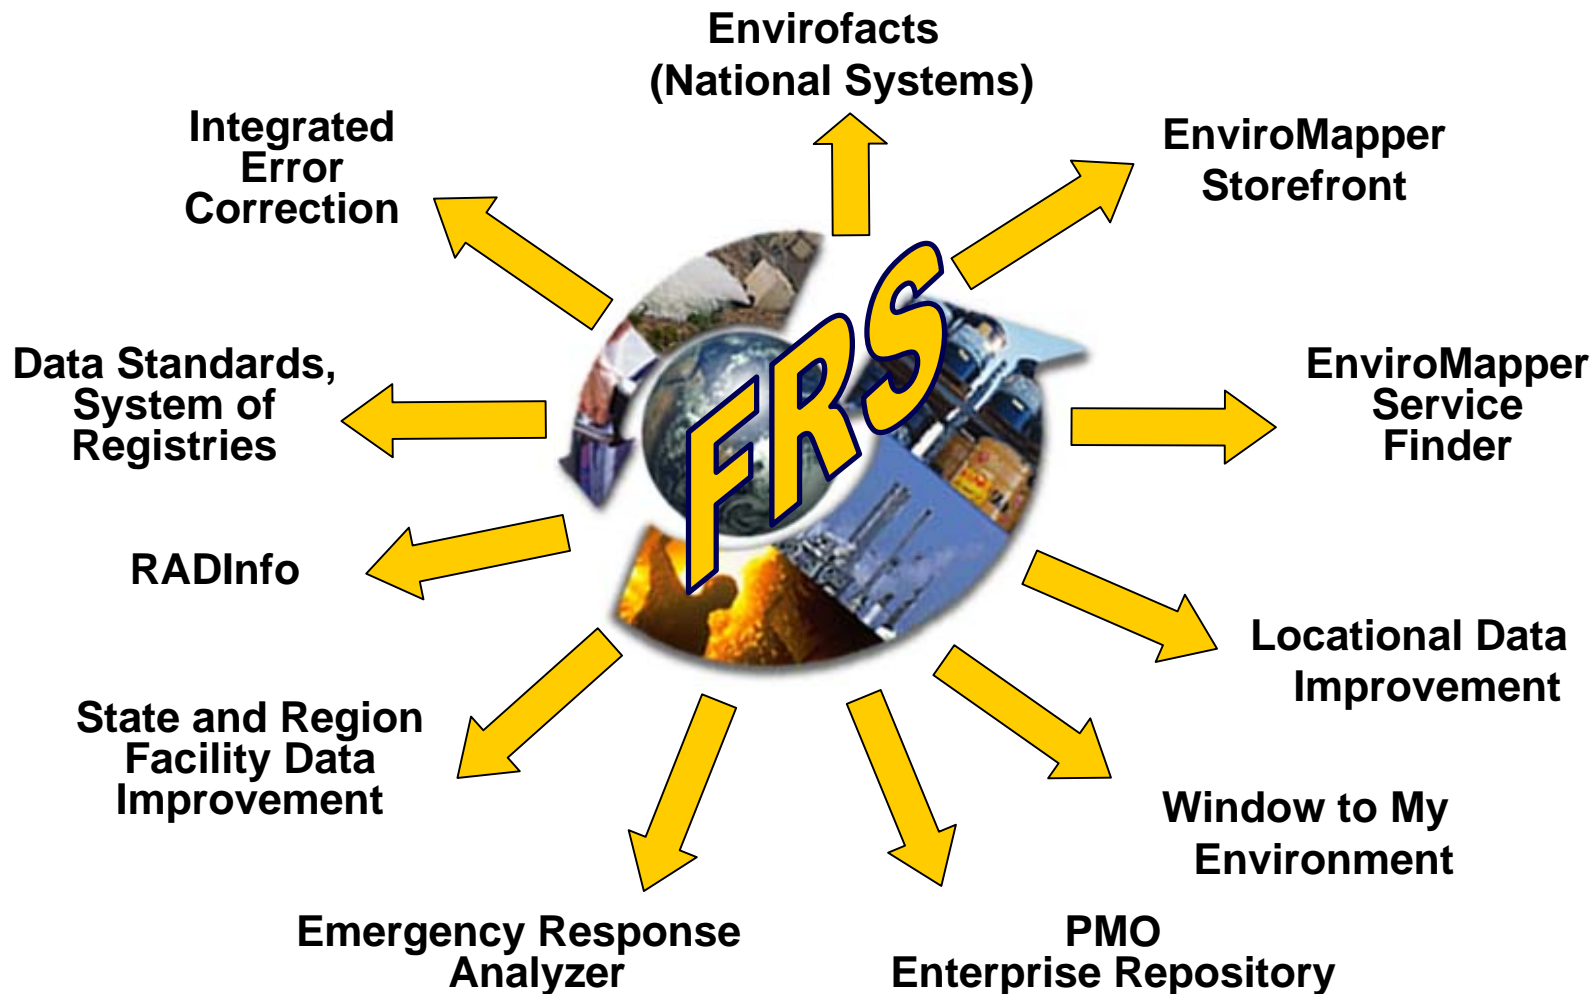 Envirofacts
(National Systems)
Integrated
Error
Correction
EnviroMapper
Storefront
FRS
Data Standards,
System of
Registries
EnviroMapper
Service
Finder
RADInfo
Locational Data
Improvement
State and Region
Facility Data
Improvement
Window to My
Environment
Emergency Response
Analyzer
PMO
Enterprise Repository